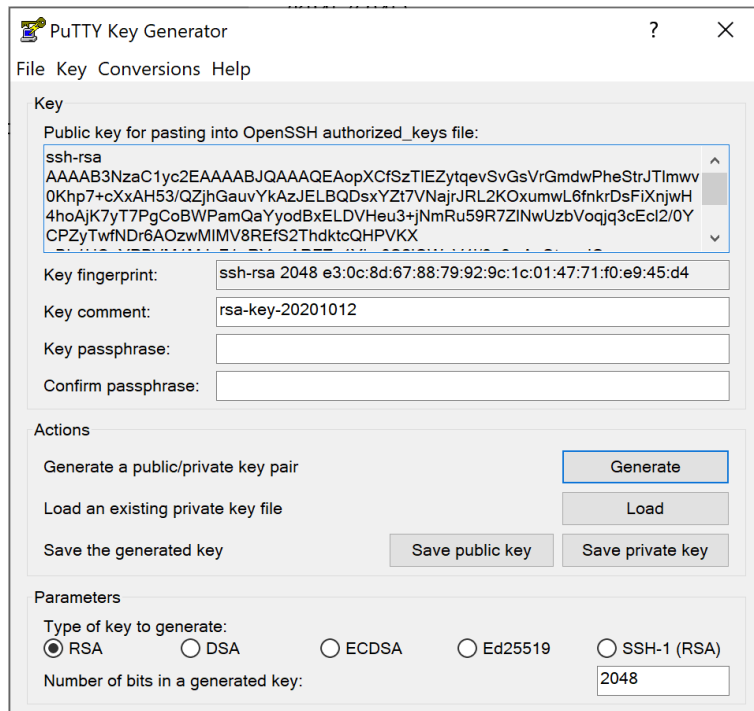 PuTTY Key Generator
?
File Key Conversions Help
Key
Public key for pasting into OpenSSH authorized_keys file:
ssh-rsa
AAAAB3NzaC1yc2EAAAABJQAAAQEAopXCfSzTIEZytqevSvGsVrGmdwPheStrJTlmwv
0Khp7+cXxAH53/QZjhGauvYkAzJELBQDsxYZt7VNajrJRL2KOxumwL6fnkrDsFiXnjwH
4hoAjK7yT7PgCoBWPamQaYyodBxELDVHeu3+jNmRu59R7ZlNwUzbVoqjq3cEcl2/0Y
CPZyTwfNDr6AOzwMIMV8REfS2ThdktcQHPVKX
Key fingerprint: ssh-rsa 2048 e3:0c:8d:67:88:79:92:9c:1c:01:47:71:f0:e9:45:d4
Key comment: rsa-key-20201012
Key passphrase:
Confirm passphrase:
Actions
Generate a public/private key pair Generate
Load an existing private key file Load
Save the generated key Save public key Save private key
Parameters
Type of key to generate:
RSA DSA ECDSA Ed25519 SSH-1 (RSA)
Number of bits in a generated key: 2048